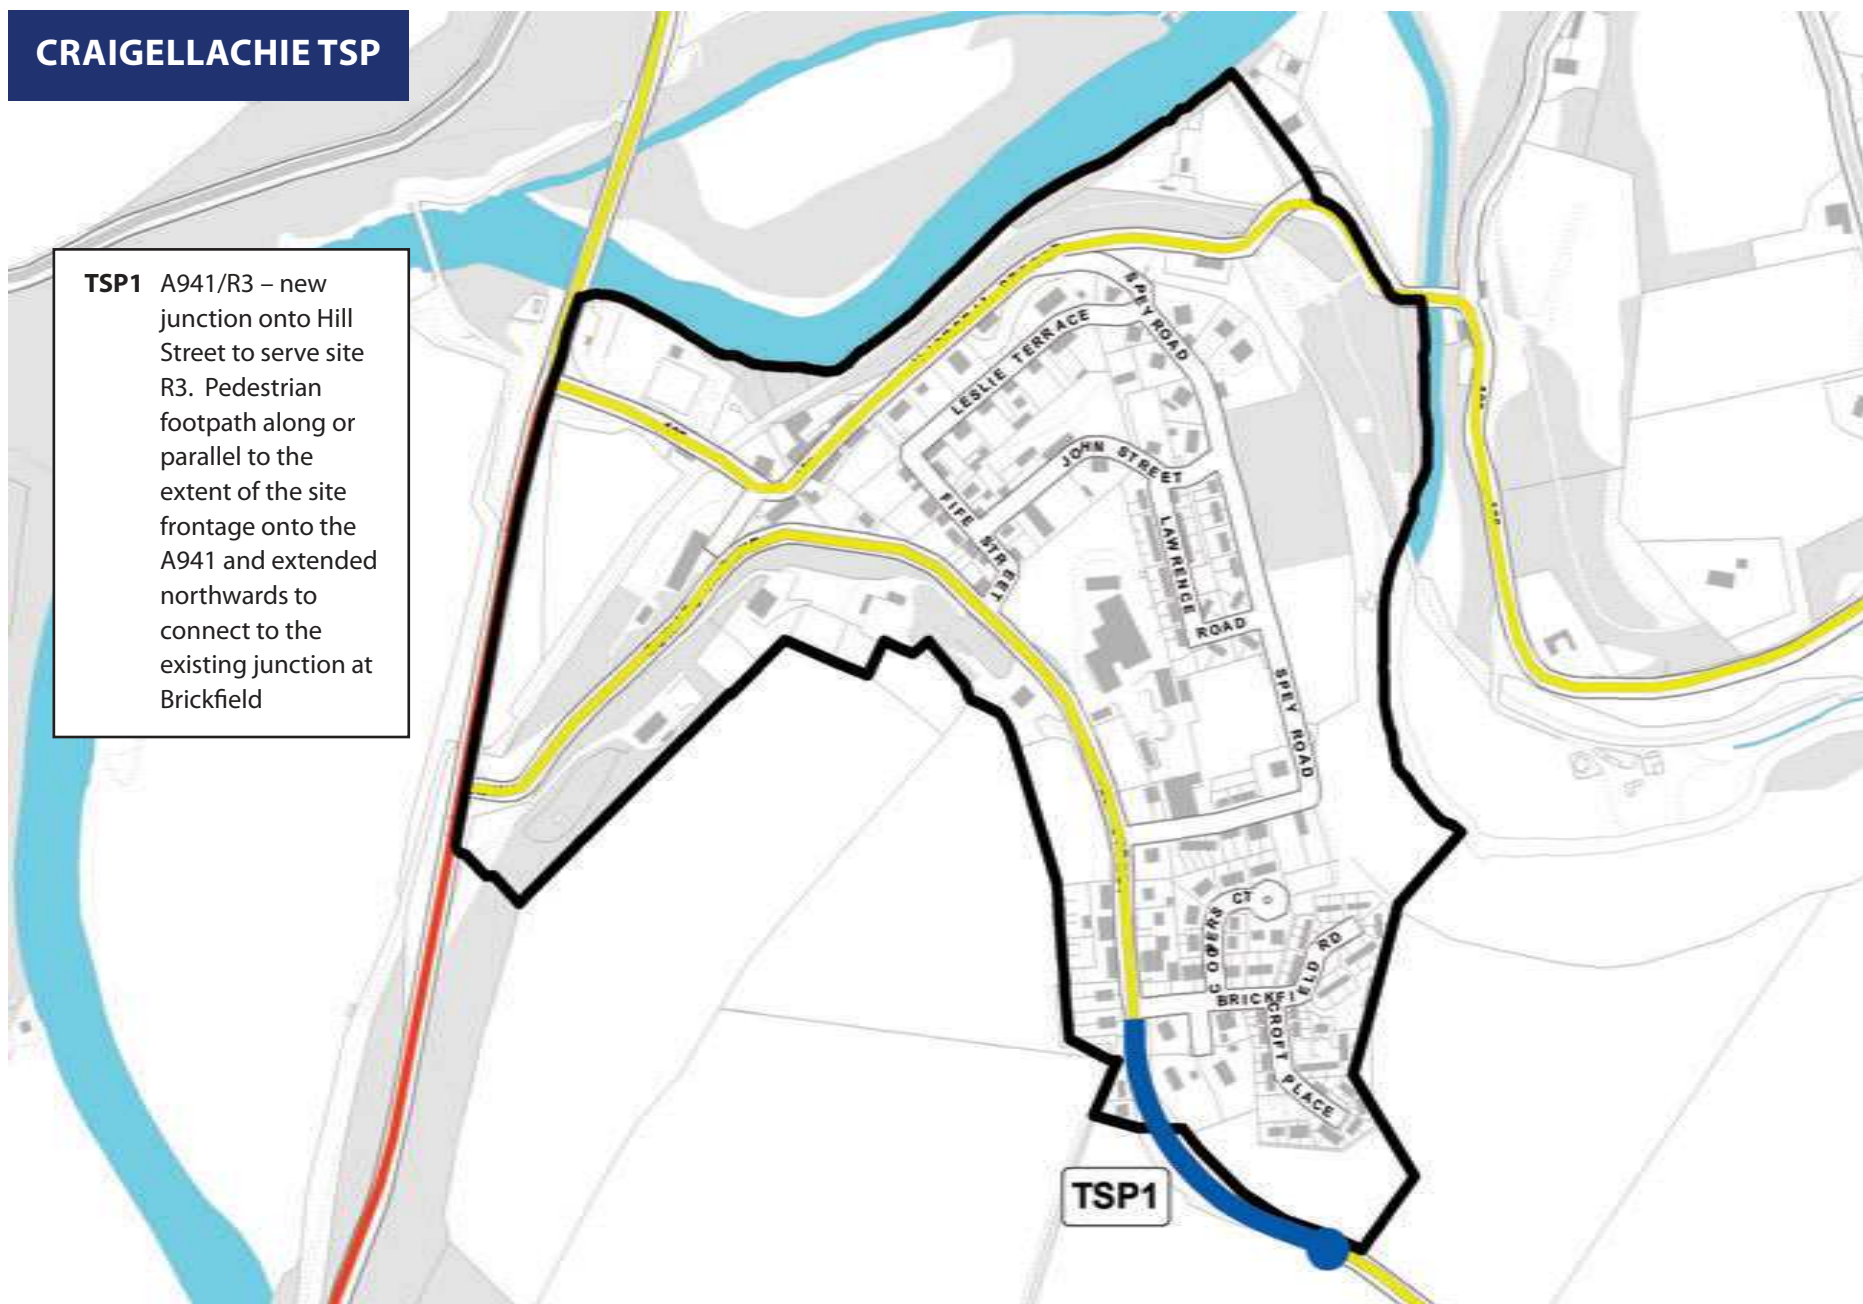 CRAIGELLACHIE TSP
TSP1 A941/R3 – new
junction onto Hill
Street to serve site
R3. Pedestrian
footpath along or
parallel to the
extent of the site
frontage onto the
A941 and extended
northwards to
connect to the
existing junction at
Brickfield
SPEY ROAD
LESLIE TERRACE
JOHN STREET
FIFE STREET
LAWRENCE
ROAD
SPEY ROAD
COOPERS CT
BRICKFIELD RD
CROFT PLACE
TSP1